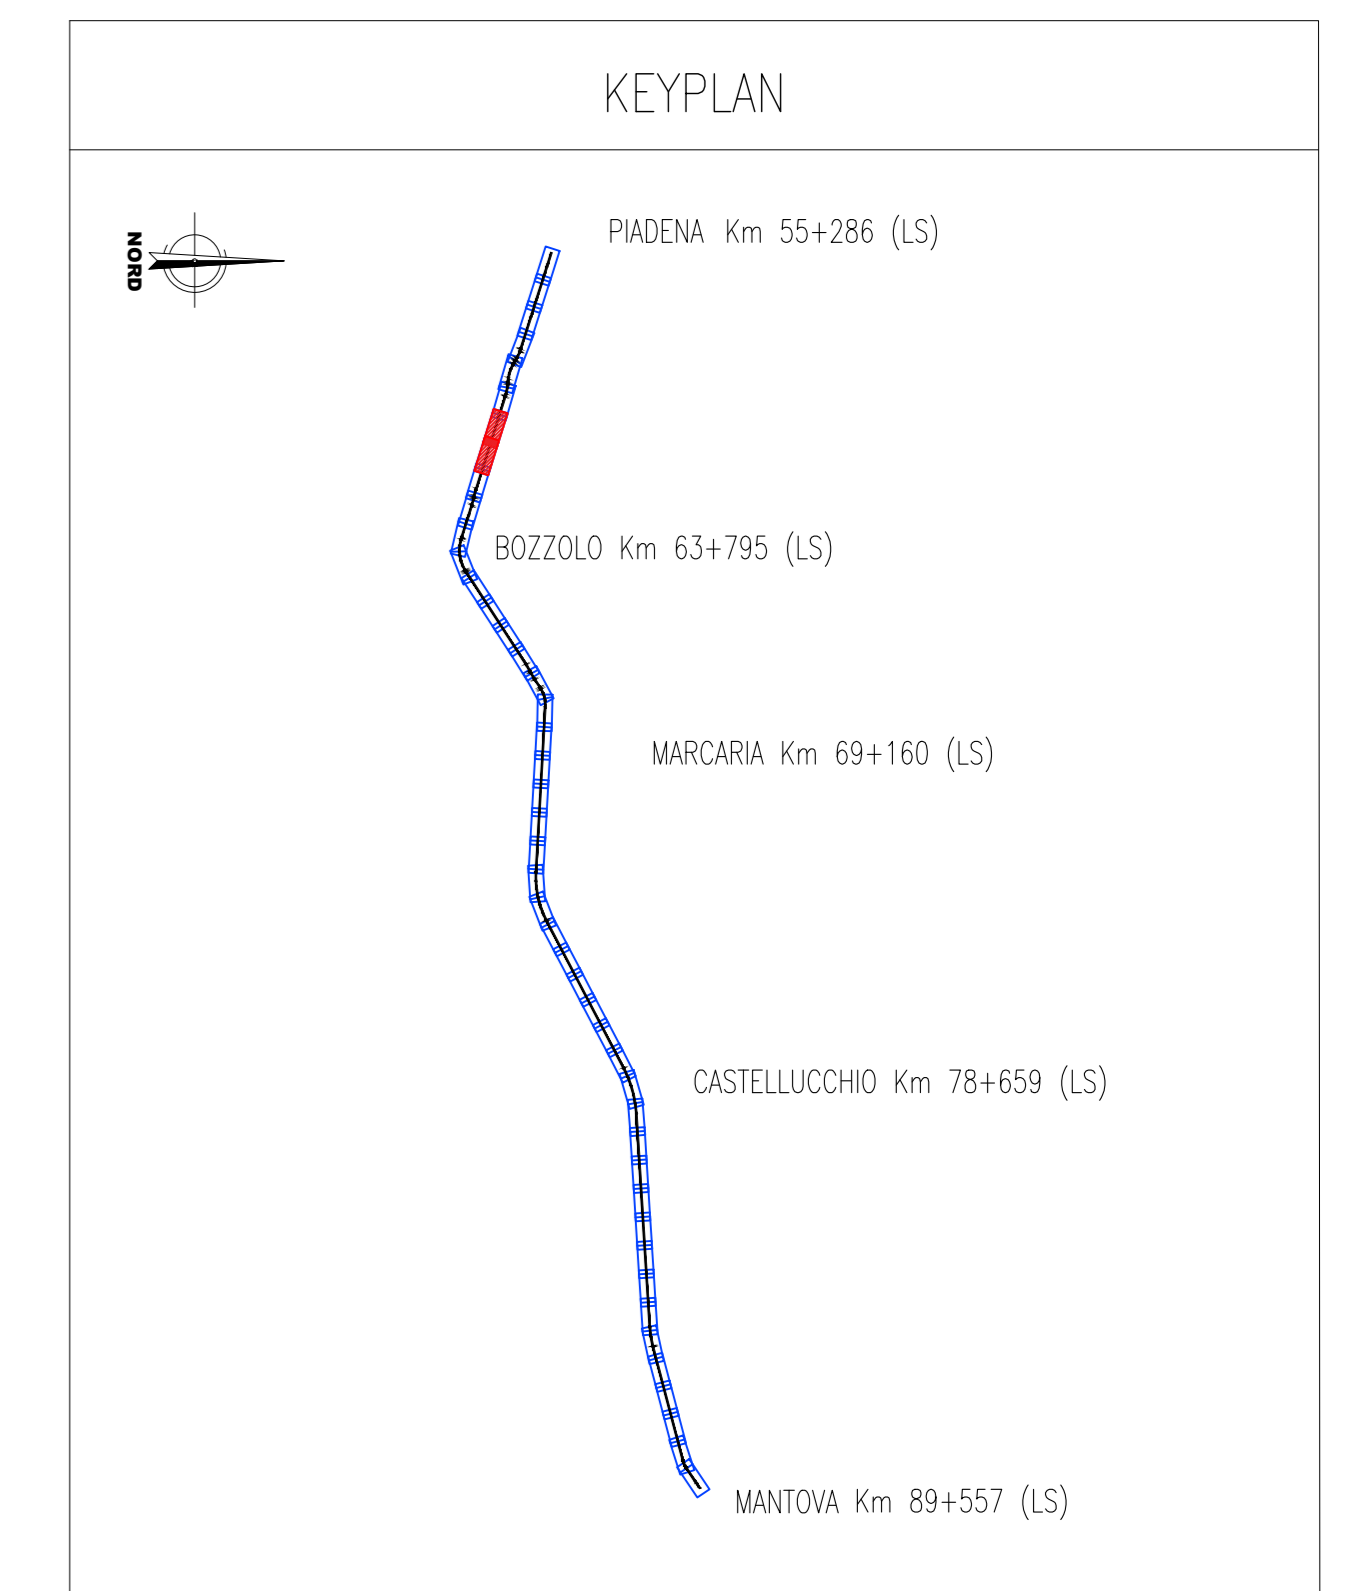 KEYPLAN
NORD
PIADENA Km 55+286 (LS)
BOZZOLO Km 63+795 (LS)
MARCARIA Km 69+160 (LS)
CASTELLUCCHIO Km 78+659 (LS)
MANTOVA Km 89+557 (LS)